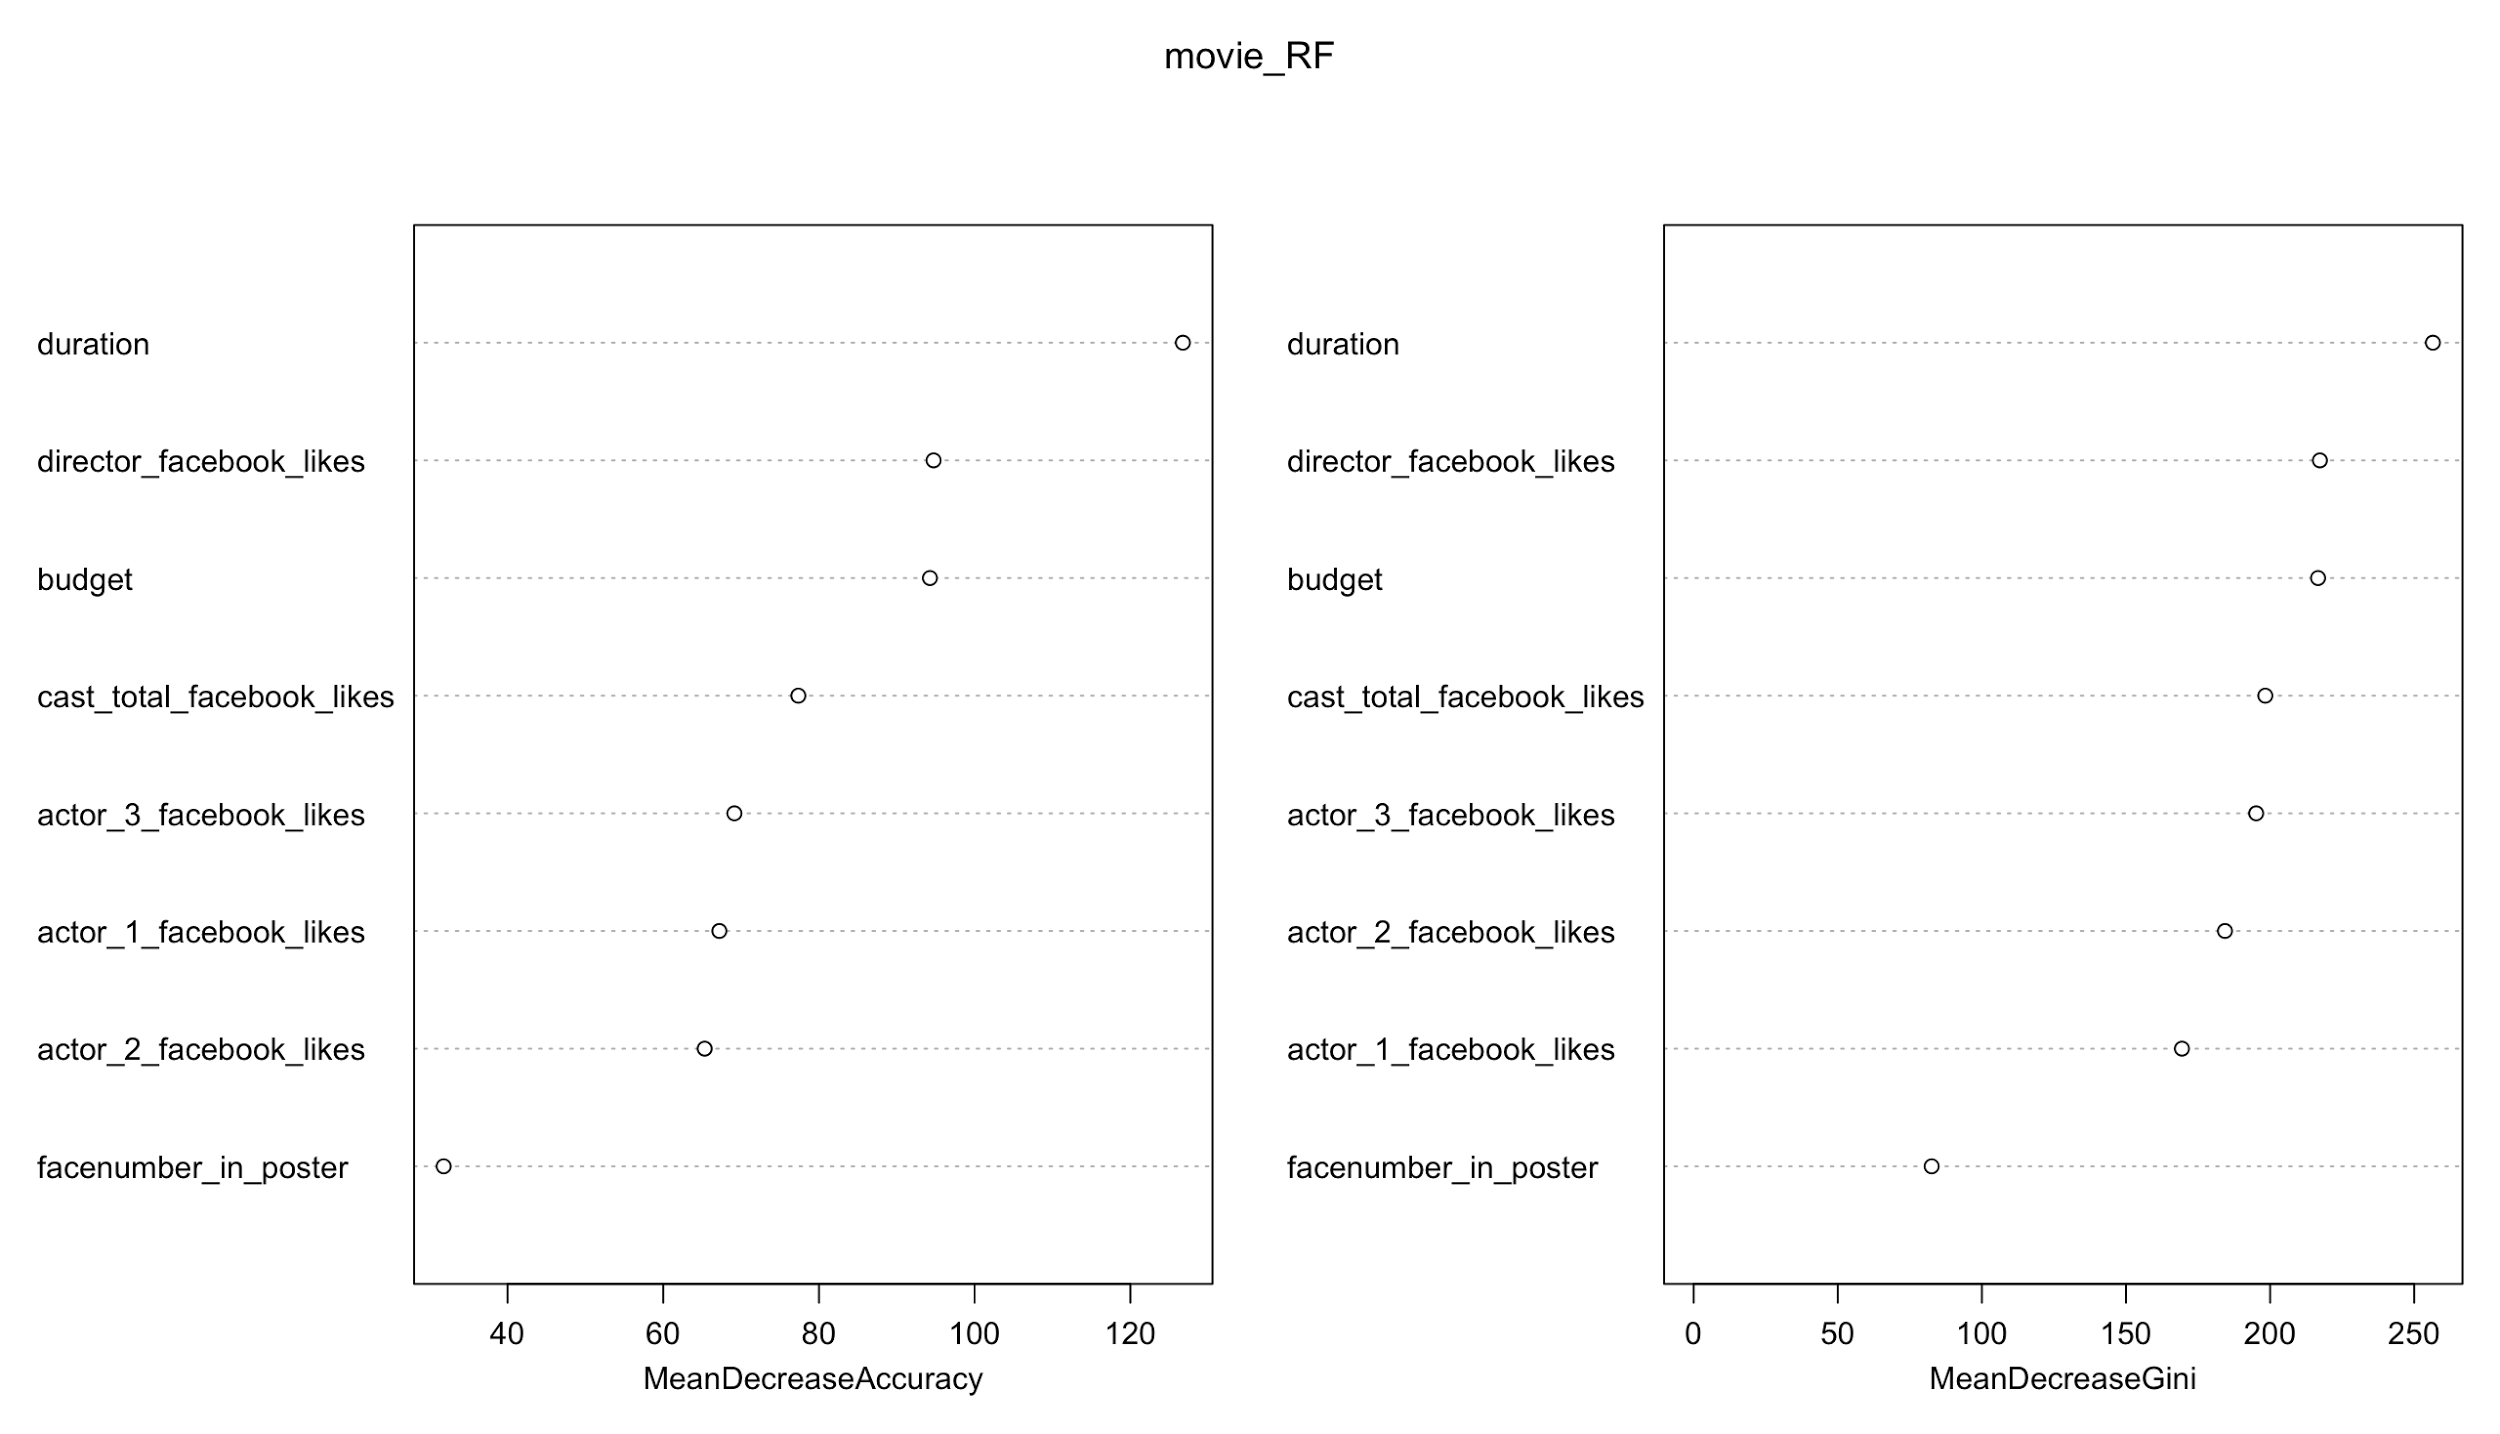 movie_RF
duration
director_facebook_likes
budget
cast_total_facebook_likes
actor_3_facebook_likes
actor_1_facebook_likes
actor_2_facebook_likes
facenumber_in_poster
40 60 80 100 120
MeanDecreaseAccuracy
duration
director_facebook_likes
budget
cast_total_facebook_likes
actor_3_facebook_likes
actor_2_facebook_likes
actor_1_facebook_likes
facenumber_in_poster
0 50 100 150 200 250
MeanDecreaseGini